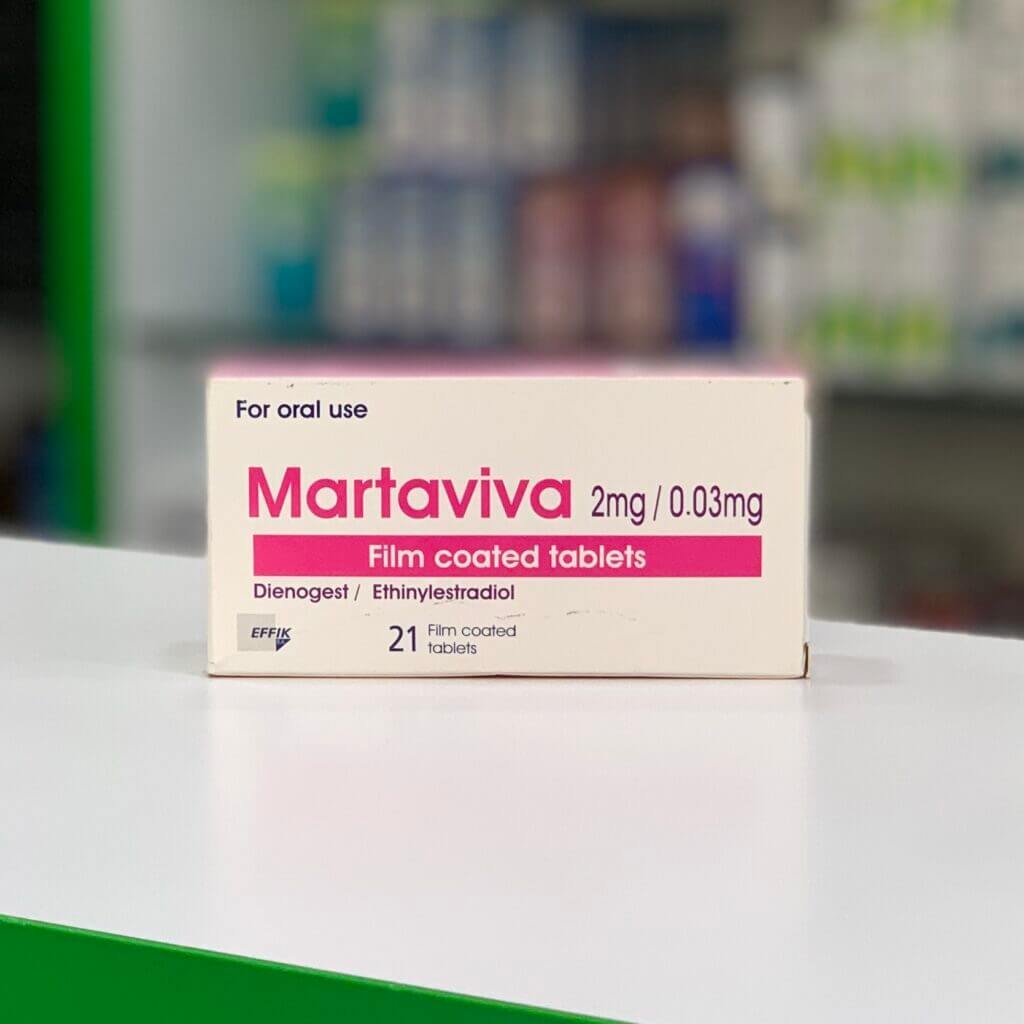 For oral use
Martaviva 2mg / 0.03mg
Film coated tablets
Dienogest / Ethinylestradiol
EFFIK
21 Film coated
tablets